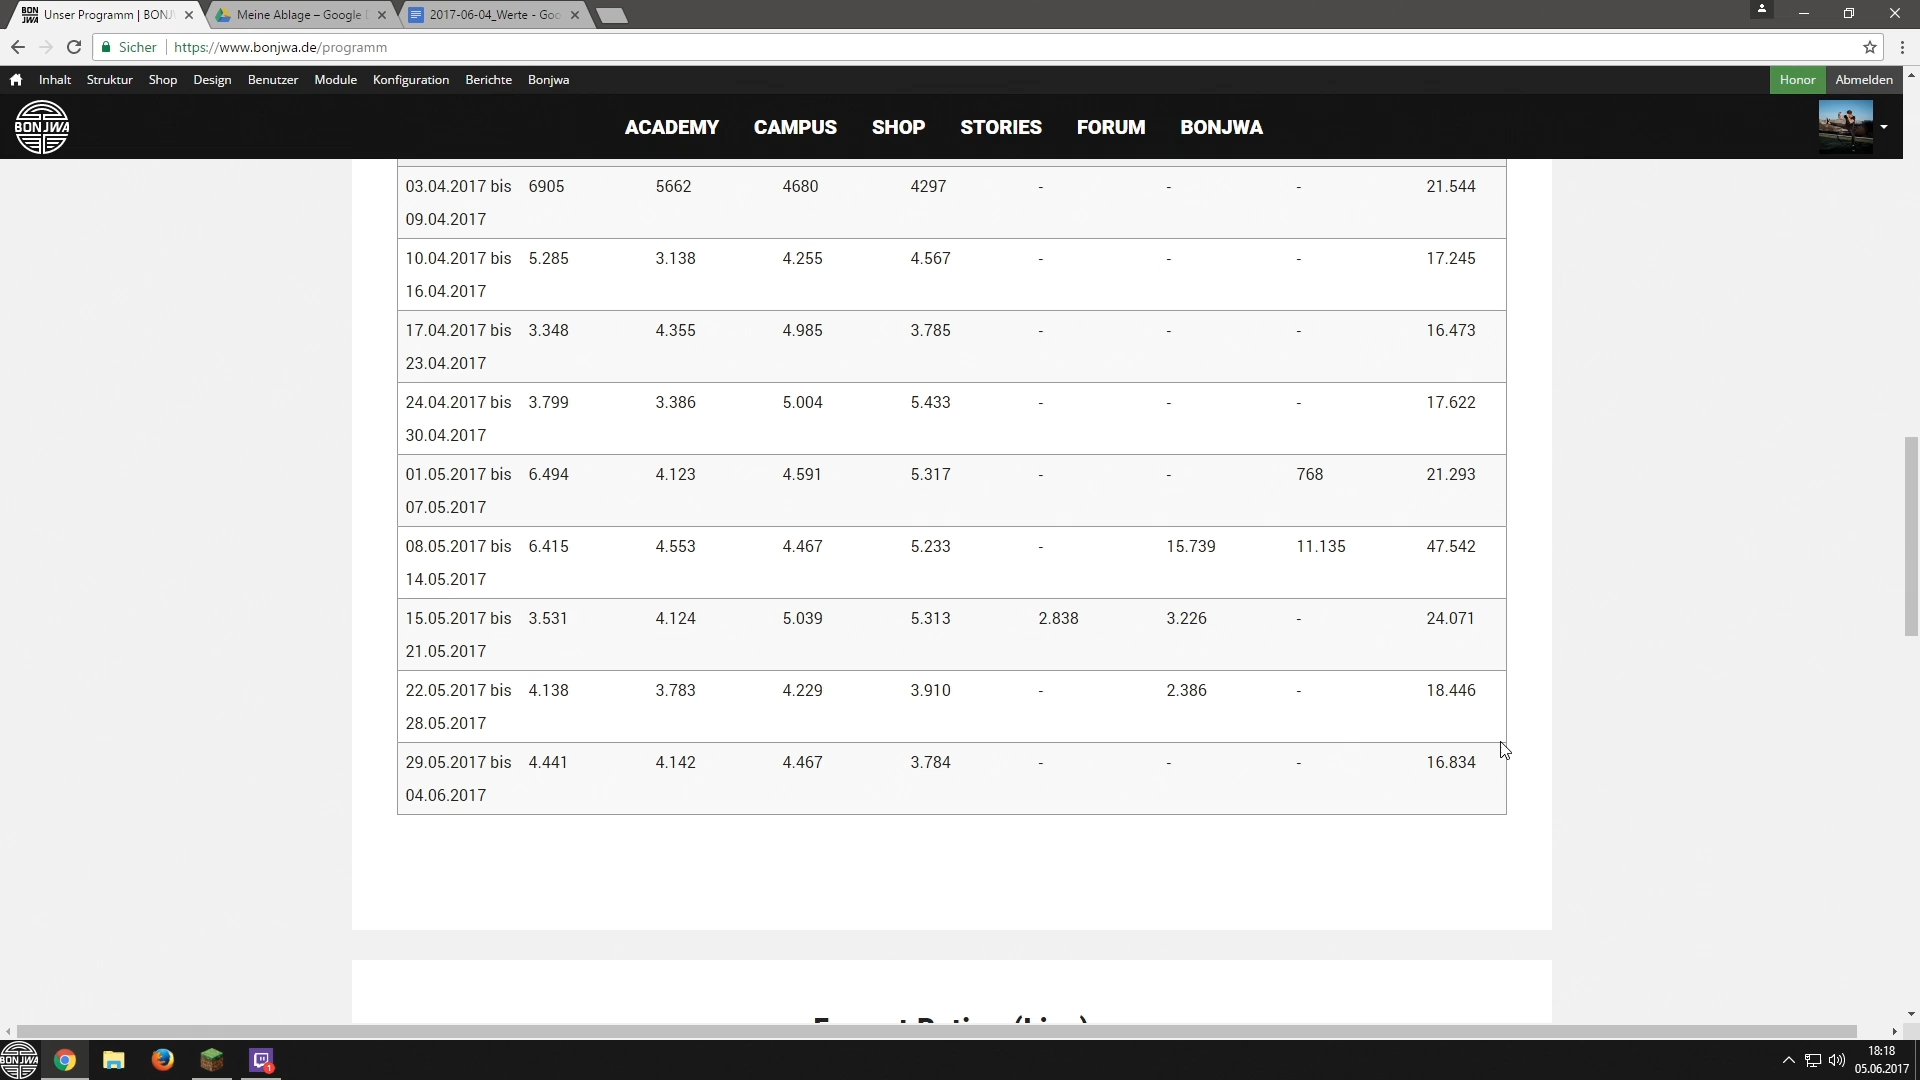 BON
JWA
Unser Programm | BONJ
Meine Ablage – Google
2017-06-04_Werte - Goo
Sicher
https://www.bonjwa.de/programm
Inhalt Struktur Shop Design Benutzer Module Konfiguration Berichte Bonjwa
Honor Abmelden
BONJWA
ACADEMY CAMPUS SHOP STORIES FORUM BONJWA
03.04.2017 bis 6905 5662 4680 4297 - - - 21.544
09.04.2017
10.04.2017 bis 5.285 3.138 4.255 4.567 - - - 17.245
16.04.2017
17.04.2017 bis 3.348 4.355 4.985 3.785 - - - 16.473
23.04.2017
24.04.2017 bis 3.799 3.386 5.004 5.433 - - - 17.622
30.04.2017
01.05.2017 bis 6.494 4.123 4.591 5.317 - - 768 21.293
07.05.2017
08.05.2017 bis 6.415 4.553 4.467 5.233 - 15.739 11.135 47.542
14.05.2017
15.05.2017 bis 3.531 4.124 5.039 5.313 2.838 3.226 - 24.071
21.05.2017
22.05.2017 bis 4.138 3.783 4.229 3.910 - 2.386 - 18.446
28.05.2017
29.05.2017 bis 4.441 4.142 4.467 3.784 - - - 16.834
04.06.2017
BONJWA
1
18:18
05.06.2017